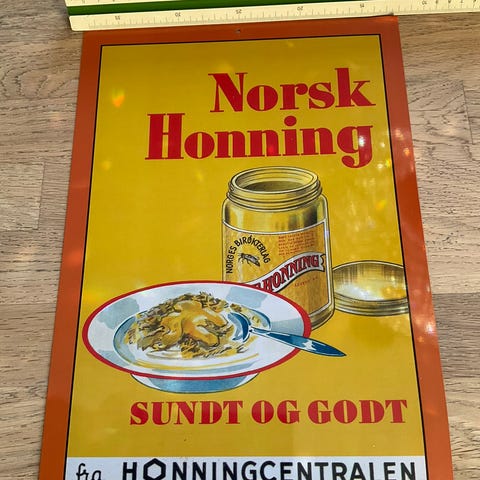 Norsk
Honning
NORGES BIRØKTERLAG
HONNING
SUNDT OG GODT
fra HONNINGCENTRALEN